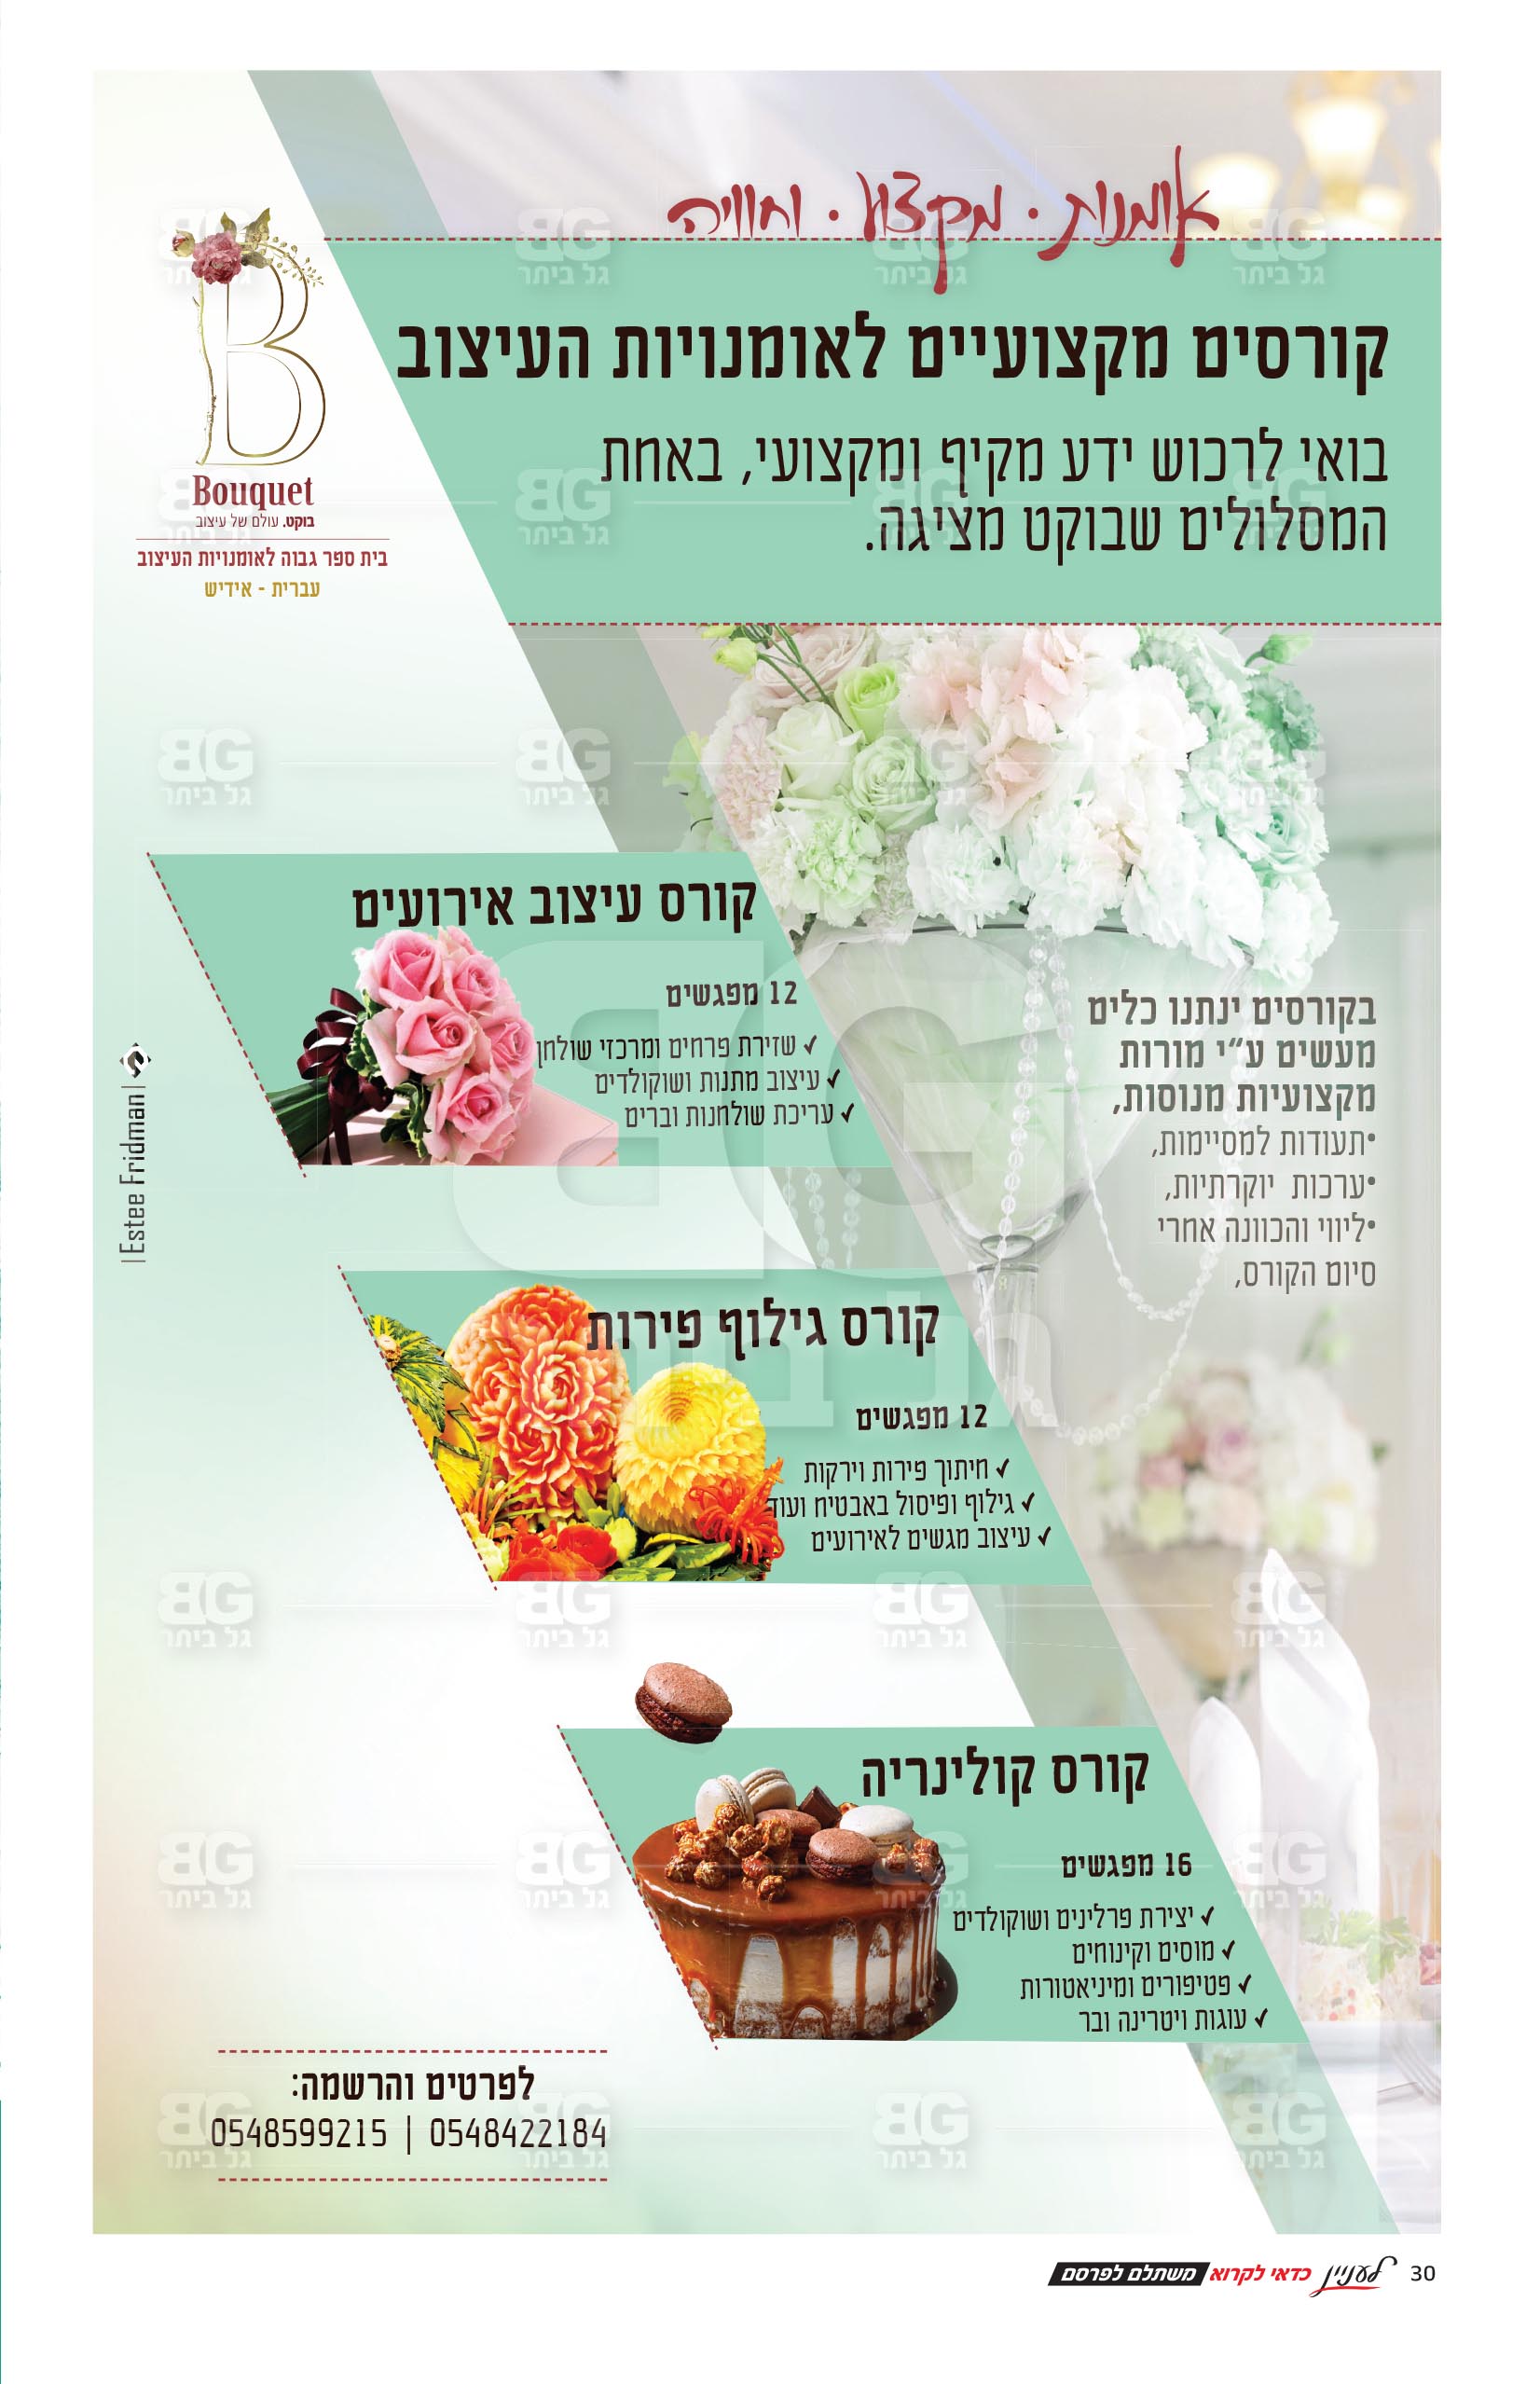 אומנות · מקצוע · וחוויה
קורסים מקצועיים לאומנויות העיצוב
בואי לרכוש ידע מקיף ומקצועי, באחת
המסלולים שבוקט מציגה.
Bouquet
בוקט. עולם של עיצוב
בית ספר גבוה לאומנויות העיצוב
עברית - אידיש
קורס עיצוב אירועים
12 מפגשים
✓ שזירת פרחים ומרכזי שולחן
✓ עיצוב מתנות ושוקולדים
✓ עריכת שולחנות וברים
בקורסים ינתנו כלים
מעשים ע"י מורות
מקצועיות מנוסות,
•תעודות למסיימות,
•ערכות יוקרתיות,
•ליווי והכוונה אחרי
סיום הקורס,
|Estee Fridman|
קורס גילוף פירות
12 מפגשים
✓ חיתוך פירות וירקות
✓ גילוף ופיסול באבטיח ועוד
✓ עיצוב מגשים לאירועים
קורס קולינריה
16 מפגשים
✓ יצירת פרלינים ושוקולדים
✓ מוסים וקינוחים
✓ פטיפורים ומיניאטורות
✓ עוגות ויטרינה ובר
לפרטים והרשמה:
0548599215 | 0548422184
30 לעניין כדאי לקרוא משתלם לפרסם
BG
גל ביתר